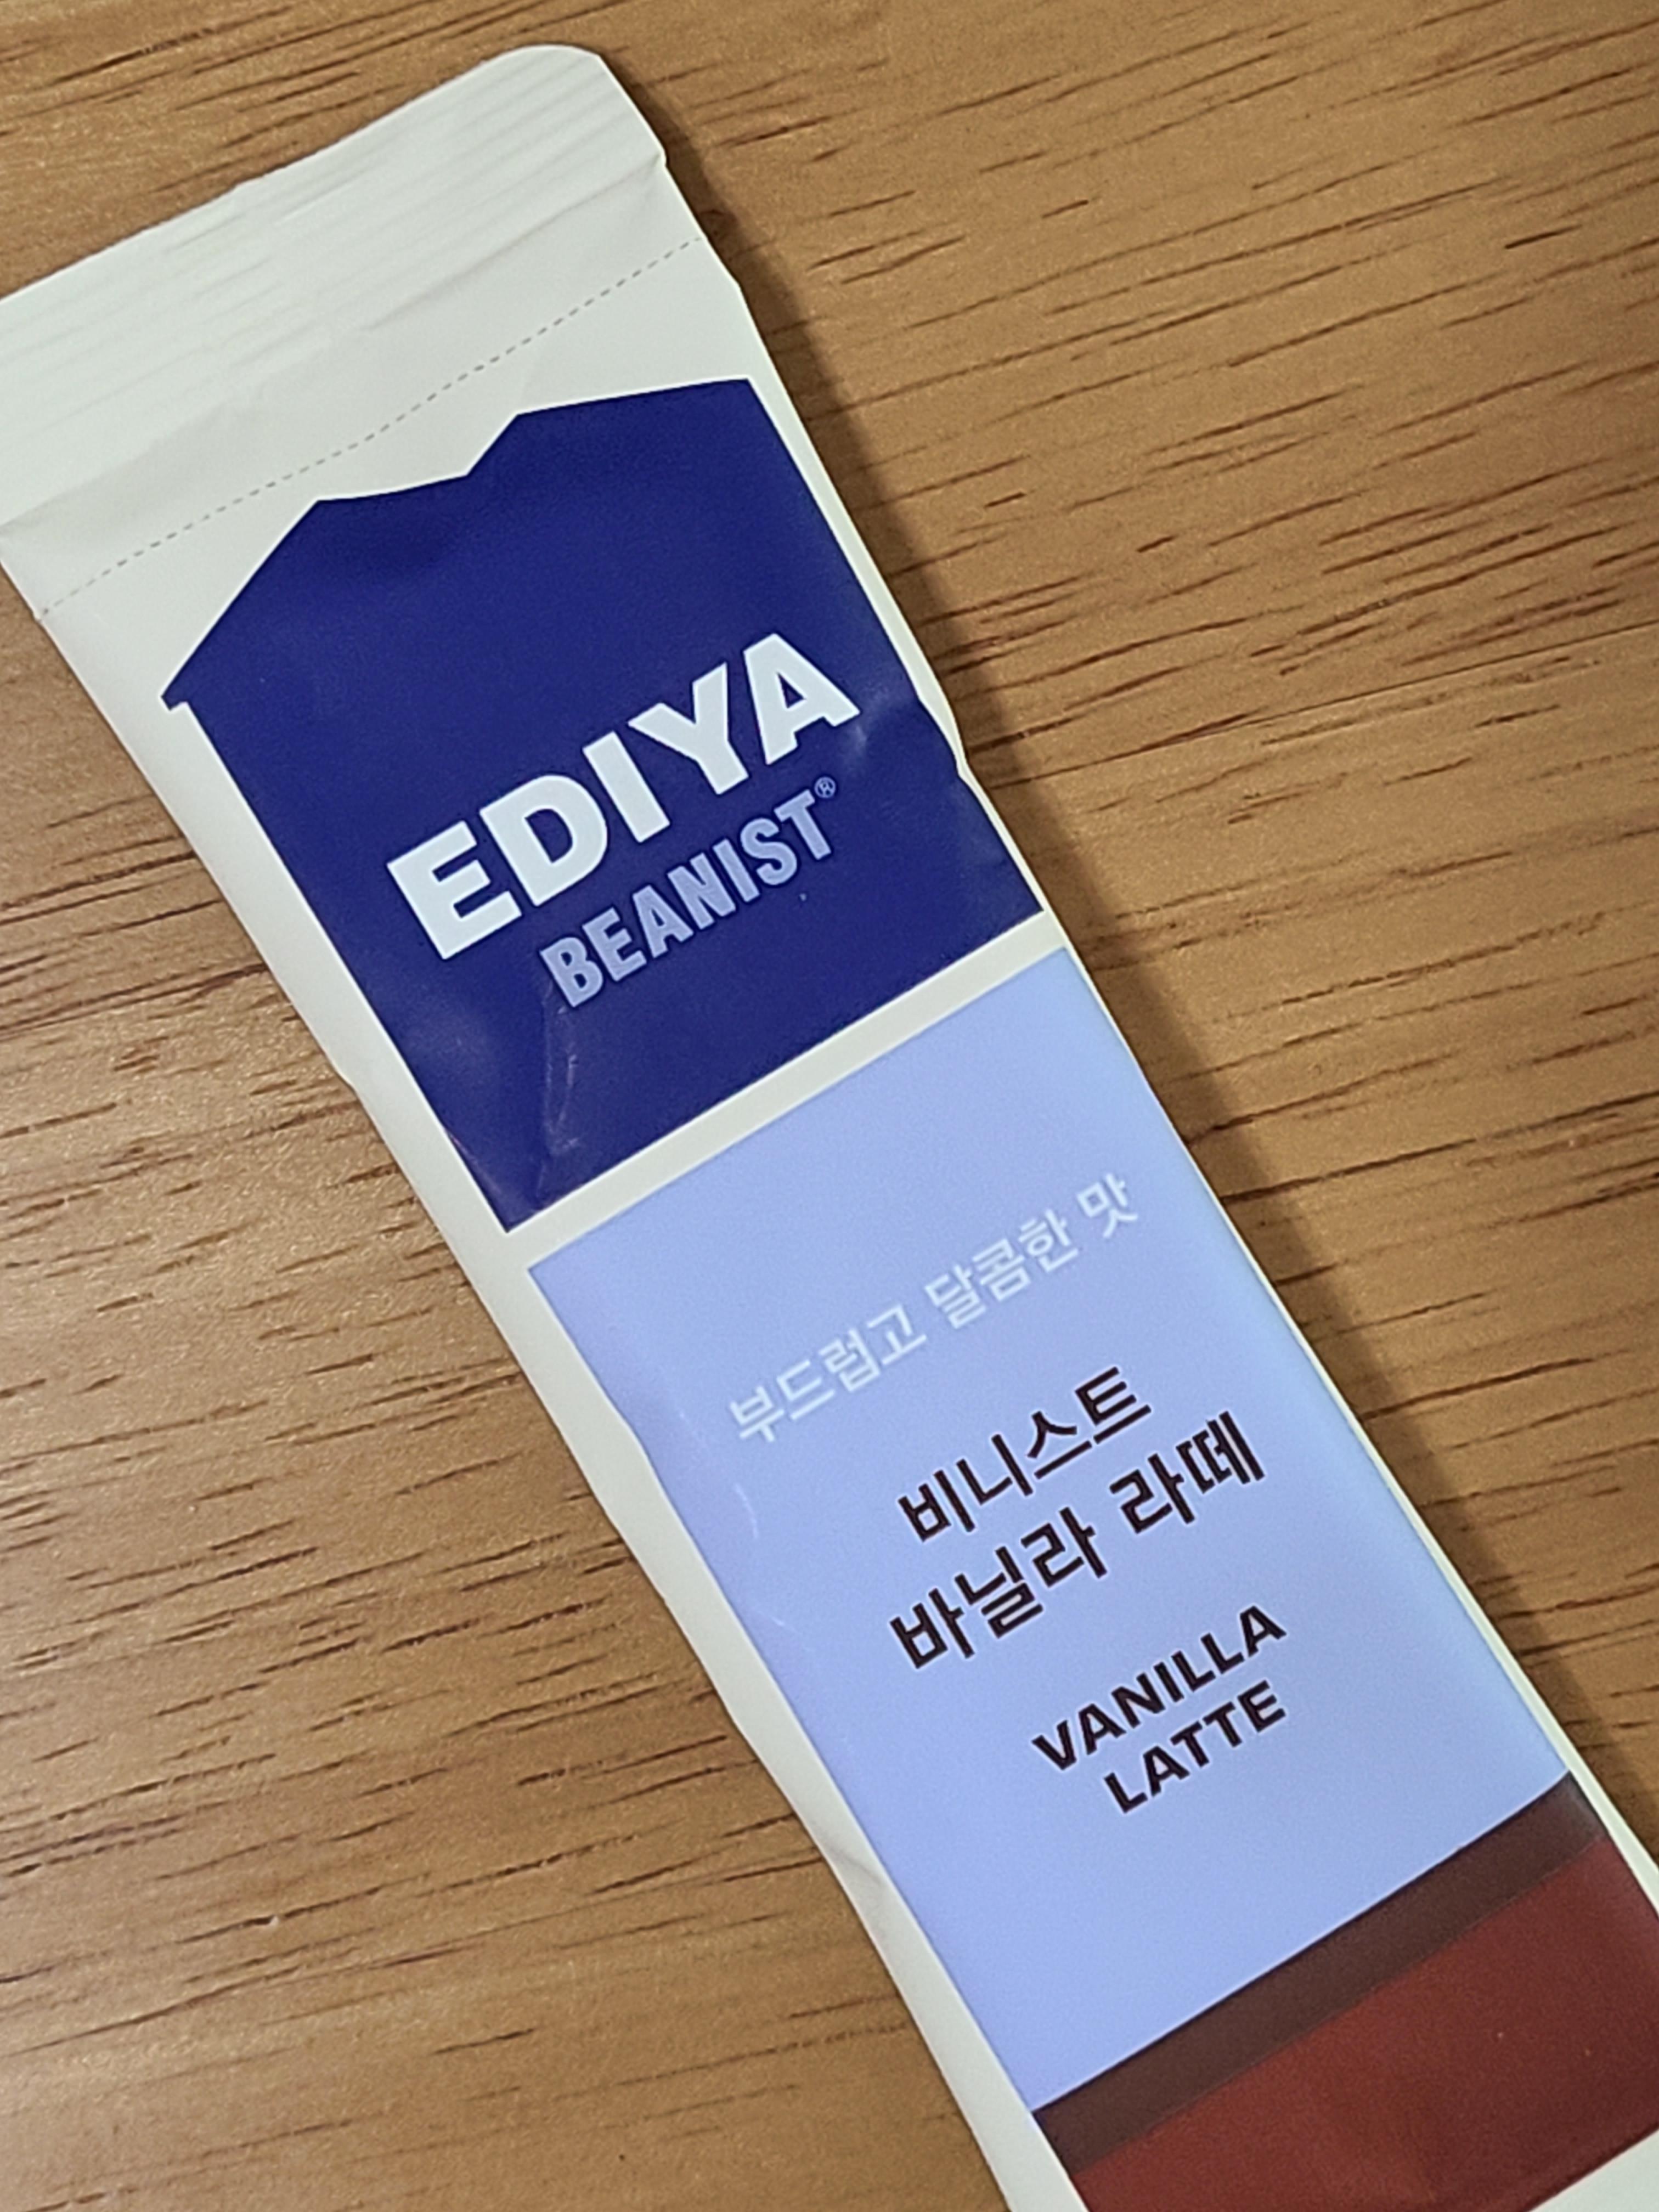 EDIYA
BEANIST®
부드럽고 달콤한 맛
비니스트
바닐라 라떼
VANILLA
LATTE